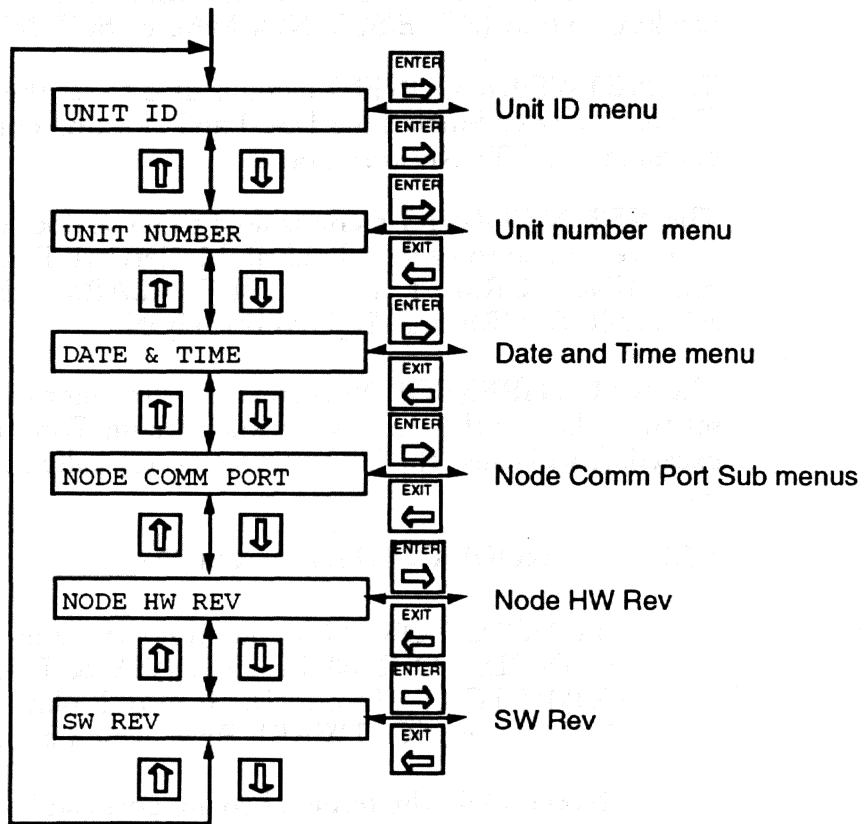 ENTER
UNIT ID
Unit ID menu
ENTER
ENTER
UNIT NUMBER
Unit number menu
EXIT
ENTER
DATE & TIME
Date and Time menu
EXIT
ENTER
NODE COMM PORT
Node Comm Port Sub menus
EXIT
ENTER
NODE HW REV
Node HW Rev
EXIT
ENTER
SW REV
SW Rev
EXIT